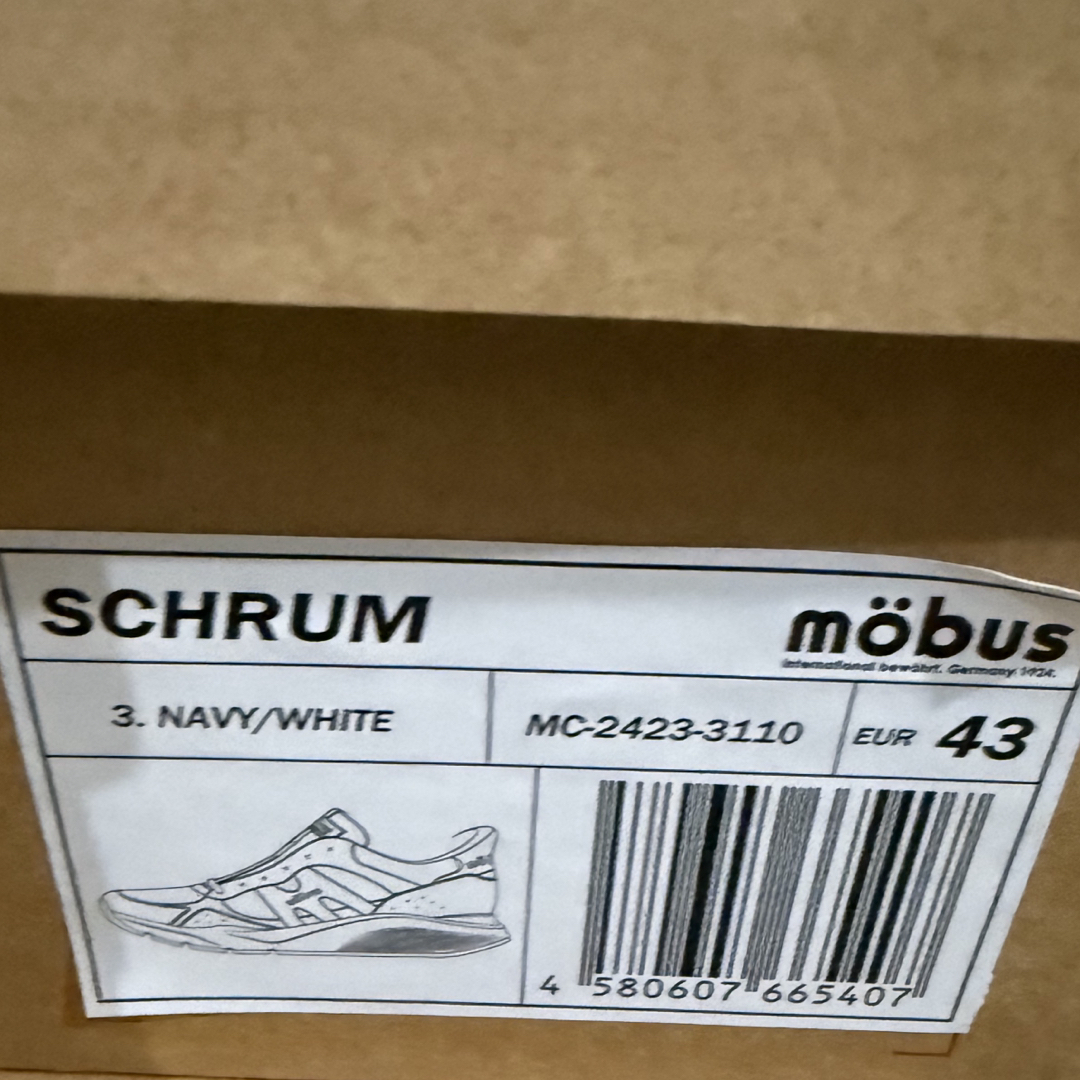 SCHRUM
möbus
International bewährt. Germany 1924.
3. NAVY/WHITE
MC-2423-3110
EUR 43
4 580607 665407